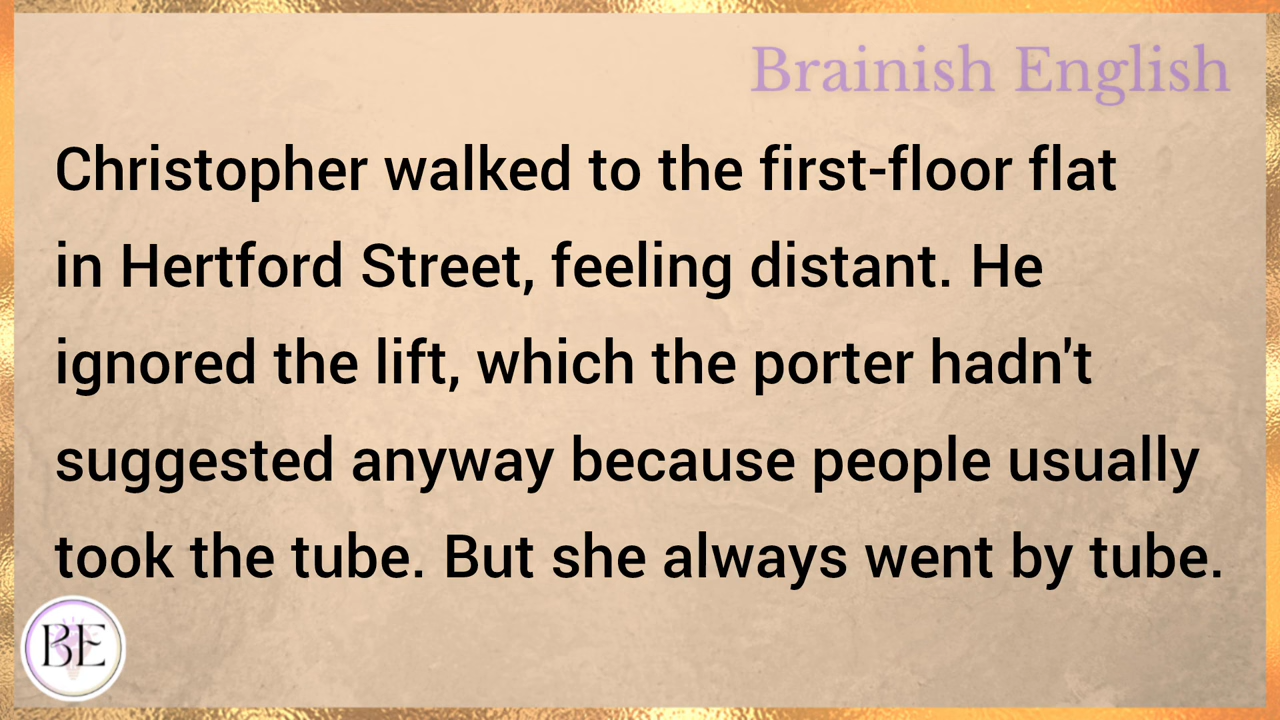 Brainish English
Christopher walked to the first-floor flat
in Hertford Street, feeling distant. He
ignored the lift, which the porter hadn't
suggested anyway because people usually
took the tube. But she always went by tube.
BE